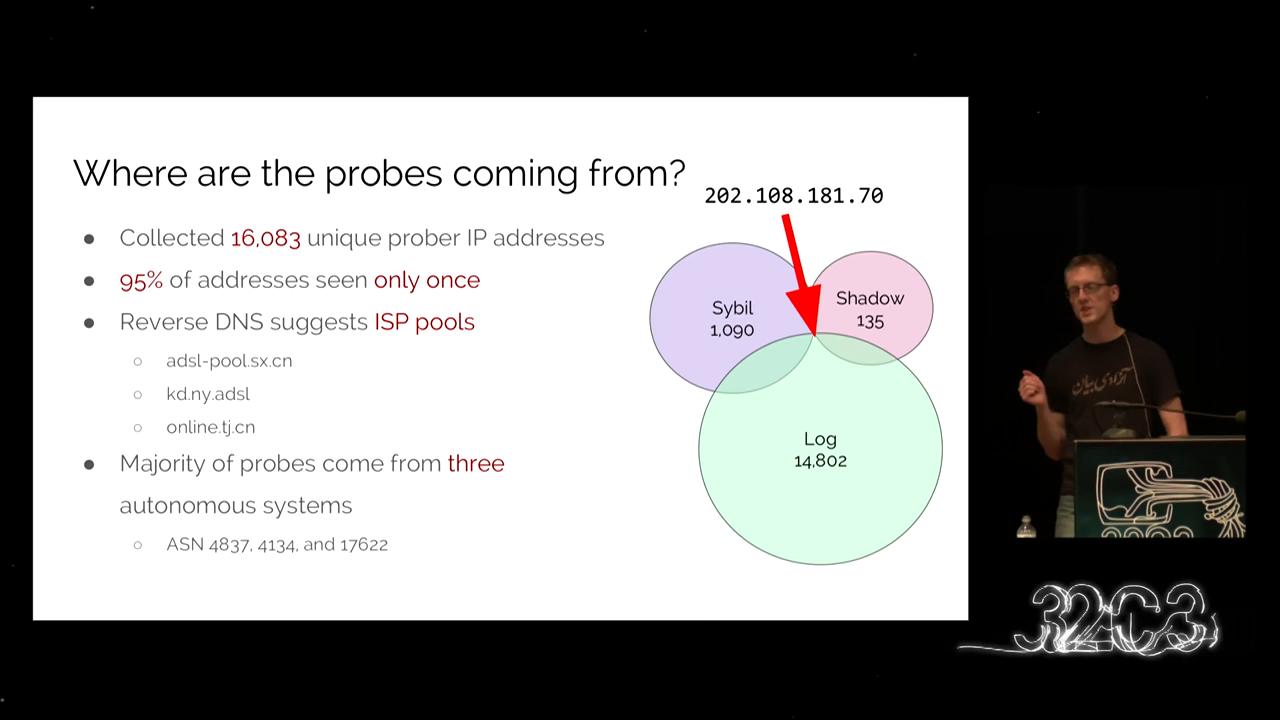 Where are the probes coming from?
202.108.181.70
● Collected 16,083 unique prober IP addresses
● 95% of addresses seen only once
● Reverse DNS suggests ISP pools
○ adsl-pool.sx.cn
○ kd.ny.adsl
○ online.tj.cn
● Majority of probes come from three
autonomous systems
○ ASN 4837, 4134, and 17622
Sybil
1,090
Shadow
135
Log
14,802
آزادی بیان
32C3